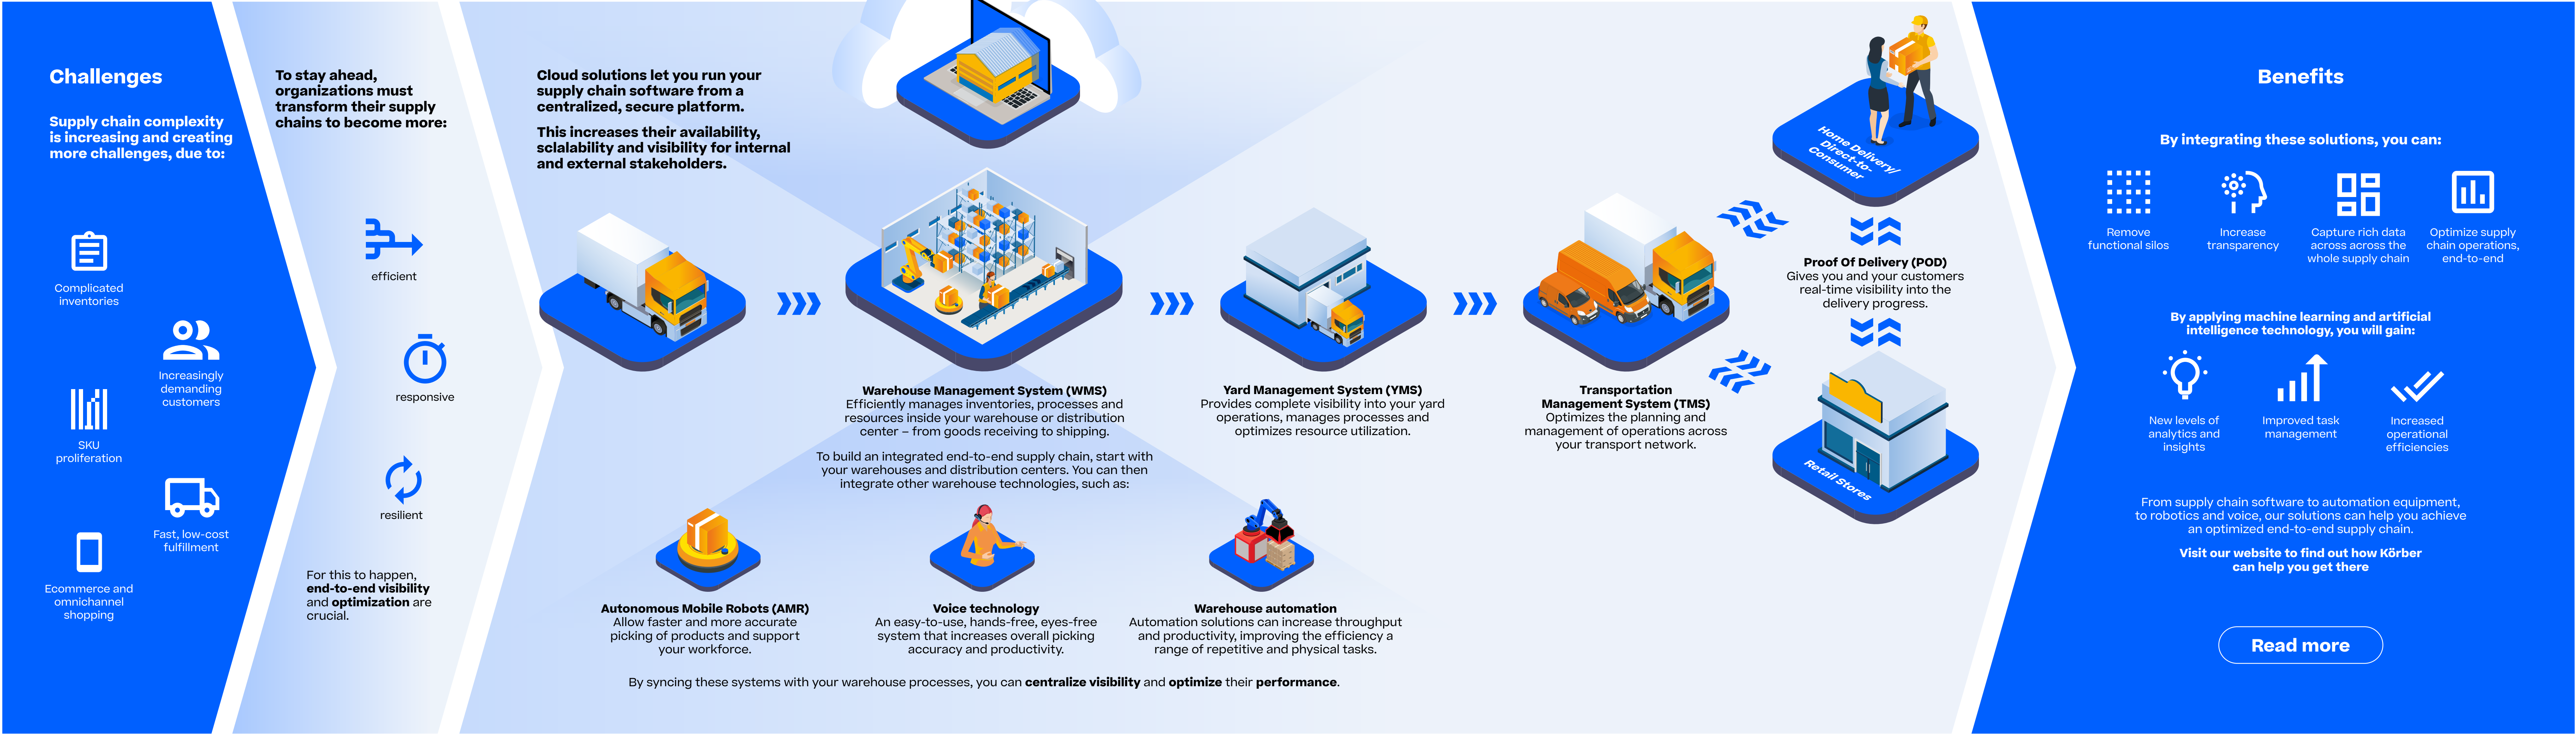 Challenges
Supply chain complexity
is increasing and creating
more challenges, due to:
Complicated
inventories
Increasingly
demanding
customers
SKU
proliferation
Fast, low-cost
fulfillment
Ecommerce and
omnichannel
shopping
To stay ahead,
organizations must
transform their supply
chains to become more:
efficient
responsive
resilient
For this to happen,
end-to-end visibility
and optimization are
crucial.
Cloud solutions let you run your
supply chain software from a
centralized, secure platform.
This increases their availability,
sclalability and visibility for internal
and external stakeholders.
Warehouse Management System (WMS)
Efficiently manages inventories, processes and
resources inside your warehouse or distribution
center – from goods receiving to shipping.
To build an integrated end-to-end supply chain, start with
your warehouses and distribution centers. You can then
integrate other warehouse technologies, such as:
Autonomous Mobile Robots (AMR)
Allow faster and more accurate
picking of products and support
your workforce.
Voice technology
An easy-to-use, hands-free, eyes-free
system that increases overall picking
accuracy and productivity.
Warehouse automation
Automation solutions can increase throughput
and productivity, improving the efficiency a
range of repetitive and physical tasks.
By syncing these systems with your warehouse processes, you can centralize visibility and optimize their performance.
Yard Management System (YMS)
Provides complete visibility into your yard
operations, manages processes and
optimizes resource utilization.
Transportation
Management System (TMS)
Optimizes the planning and
management of operations across
your transport network.
Home Delivery/
Direct-to-
Consumer
Proof Of Delivery (POD)
Gives you and your customers
real-time visibility into the
delivery progress.
Retail Stores
Benefits
By integrating these solutions, you can:
Remove
functional silos
Increase
transparency
Capture rich data
across across the
whole supply chain
Optimize supply
chain operations,
end-to-end
By applying machine learning and artificial
intelligence technology, you will gain:
New levels of
analytics and
insights
Improved task
management
Increased
operational
efficiencies
From supply chain software to automation equipment,
to robotics and voice, our solutions can help you achieve
an optimized end-to-end supply chain.
Visit our website to find out how Körber
can help you get there
Read more